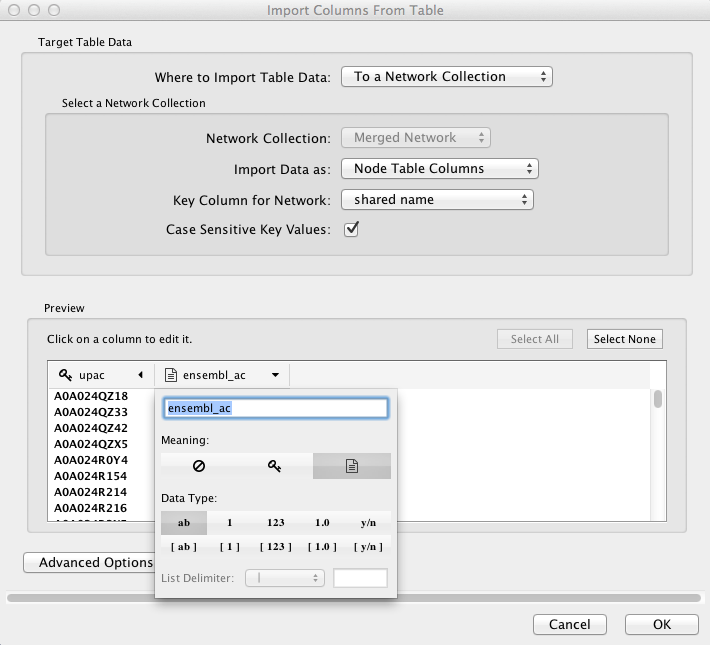 Import Columns From Table
Target Table Data
Where to Import Table Data: To a Network Collection
Select a Network Collection
Network Collection: Merged Network
Import Data as: Node Table Columns
Key Column for Network: shared name
Case Sensitive Key Values:
Preview
Click on a column to edit it. Select All Select None
upac ensembl_ac
A0A024QZ18
A0A024QZ33
A0A024QZ42
A0A024QZX5
A0A024R0Y4
A0A024R154
A0A024R214
A0A024R216
ensembl_ac
Meaning:
Data Type:
ab 1 123 1.0 y/n
[ ab ] [ 1 ] [ 123 ] [ 1.0 ] [ y/n ]
List Delimiter: |
Advanced Options
Cancel OK